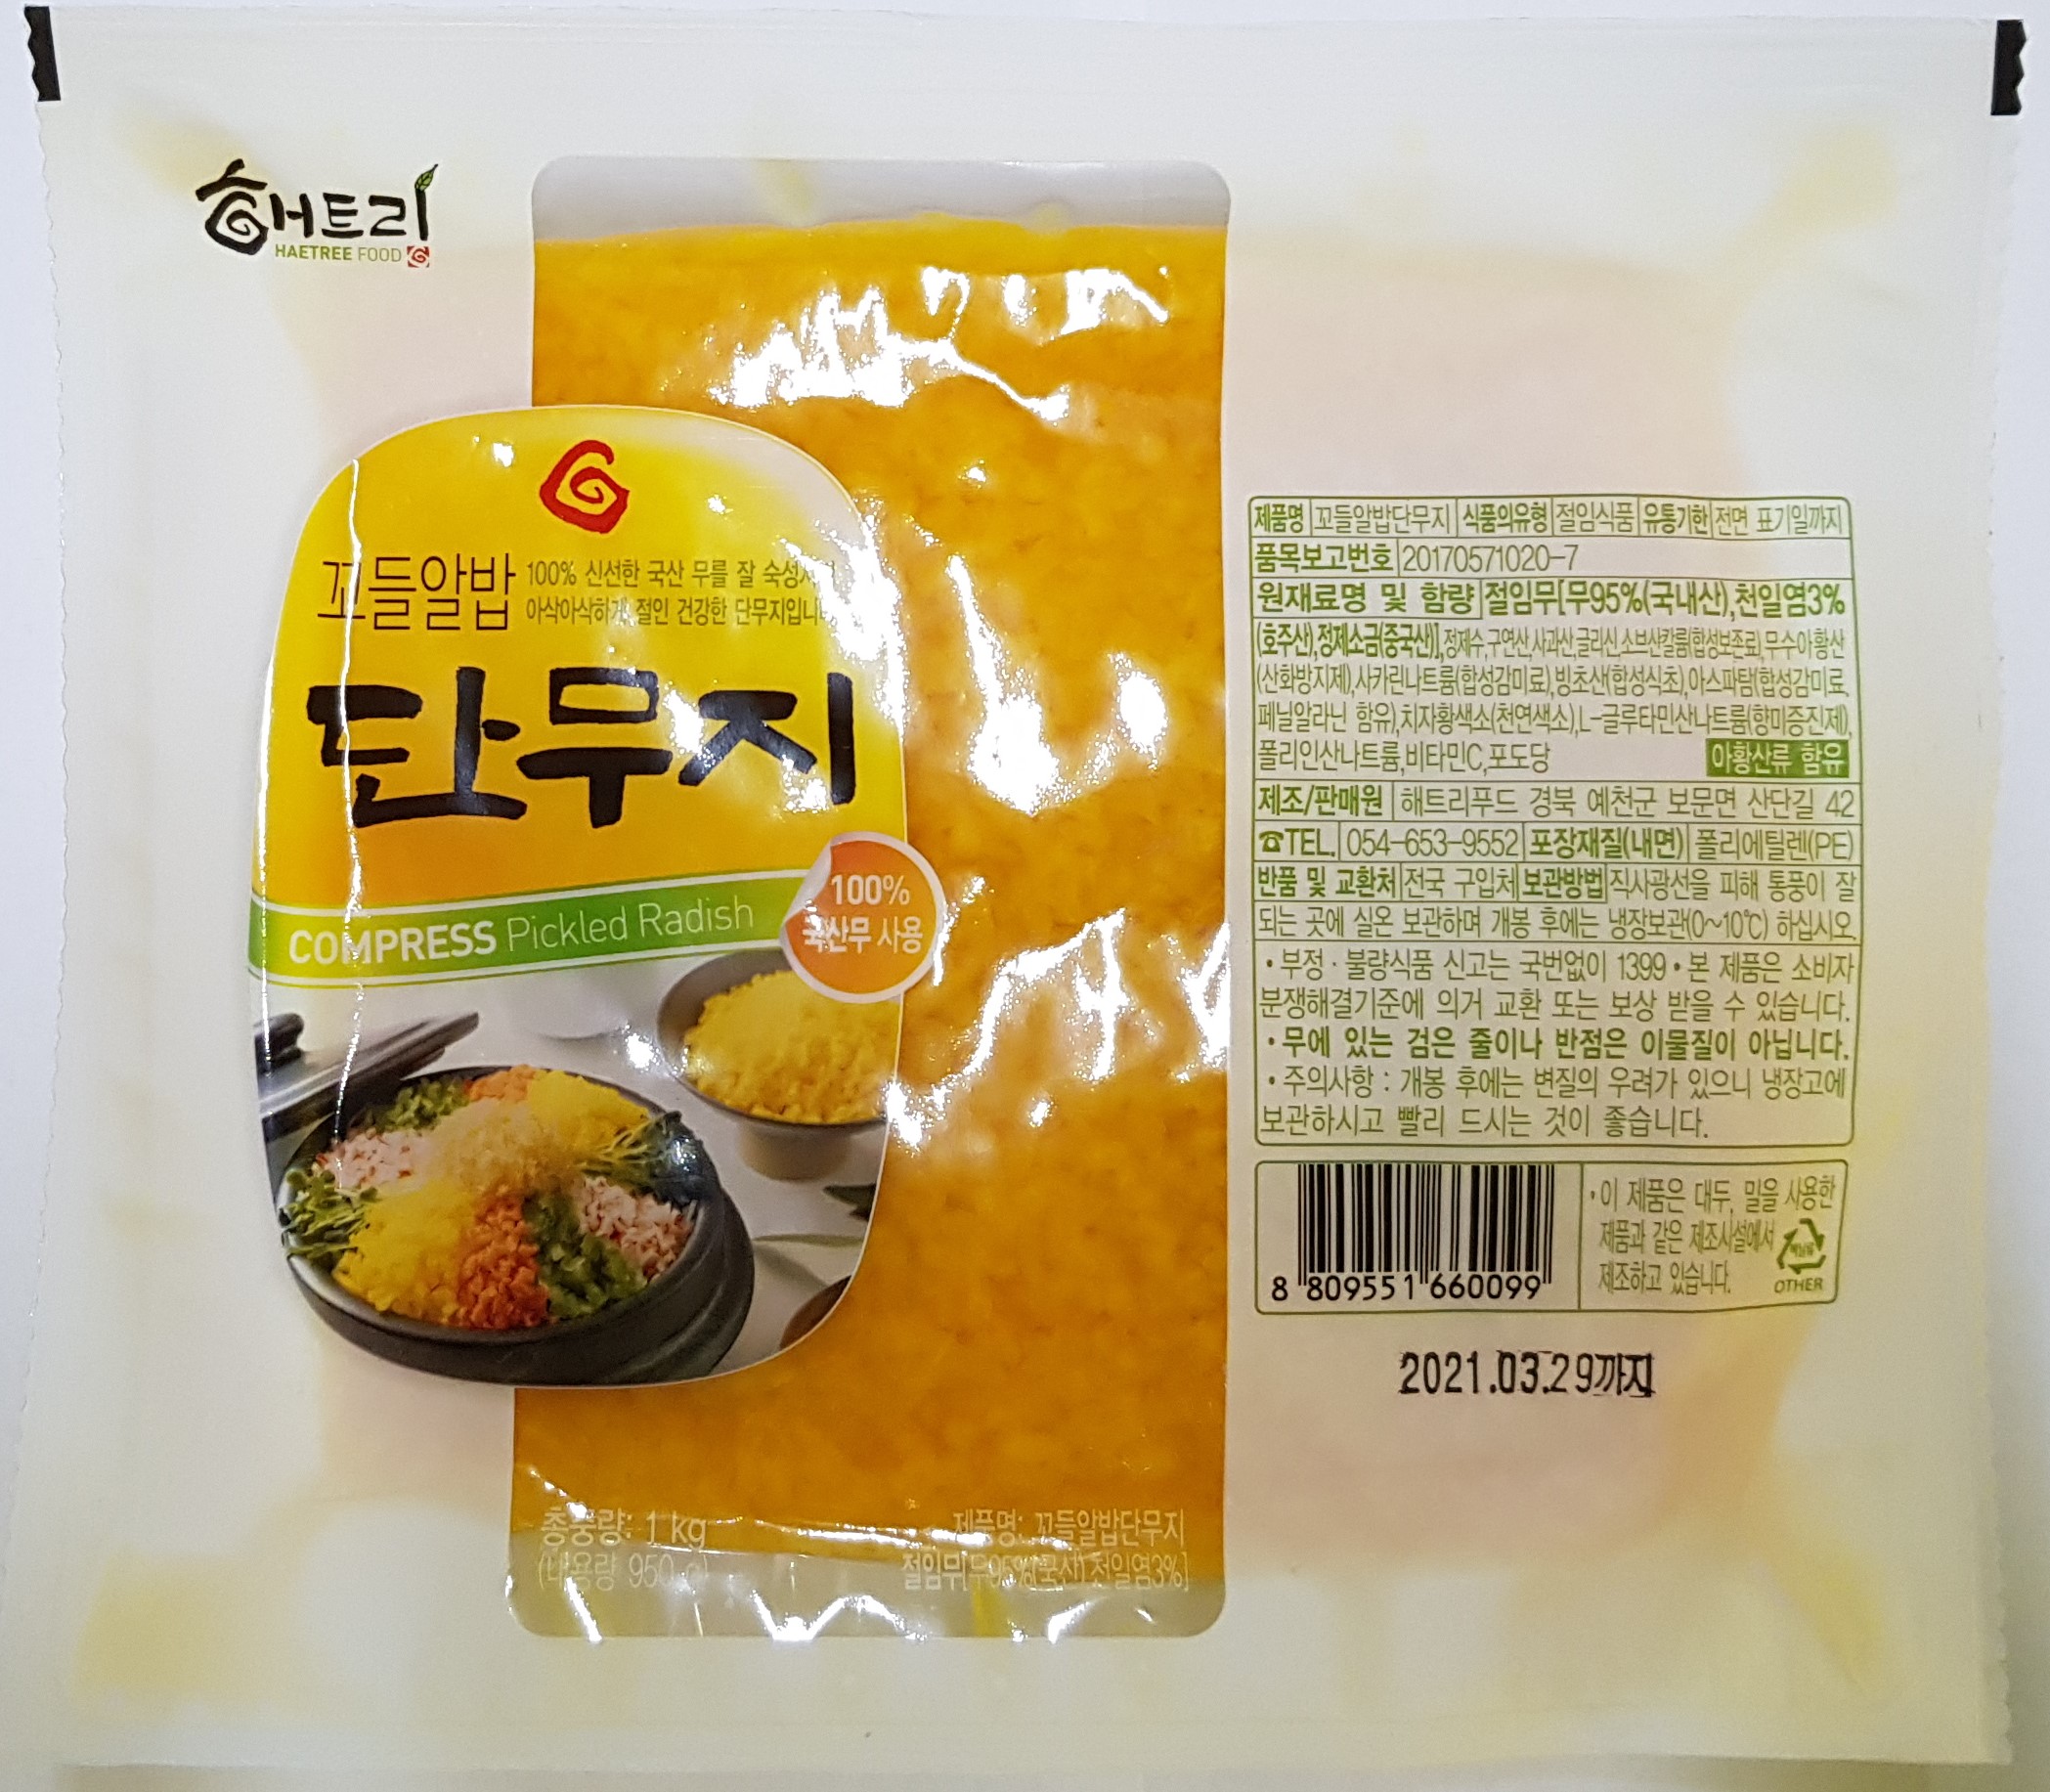 해트리
HAETREE FOOD
꼬들알밥
100% 신선한 국산 무를 잘
아삭아삭하게 절인 건강한
단무지
COMPRESS Pickled Radish
100%
국산무 사용
총중량: 1 kg
(내용량 950 g)
제품명: 꼬들알밥단무지
절임무[무95%(국산),천일염3%]
제품명 꼬들알밥단무지 식품의유형 절임식품 유통기한 전면 표기일까지
품목보고번호 20170571020-7
원재료명 및 함량 절임무[무95%(국내산),천일염3%
(호주산),정제소금(중국산)],정제수,구연산,사과산,글리신,소브산칼륨(합성보존료),무수아황산
(산화방지제),사카린나트륨(합성감미료),빙초산(합성식초),아스파탐(합성감미료,
페닐알라닌 함유),치자황색소(천연색소),L-글루타민산나트륨(향미증진제),
폴리인산나트륨,비타민C,포도당 아황산류 함유
제조/판매원 해트리푸드 경북 예천군 보문면 산단길 42
☎TEL. 054-653-9552 포장재질(내면) 폴리에틸렌(PE)
반품 및 교환처 전국 구입처 보관방법 직사광선을 피해 통풍이 잘
되는 곳에 실온 보관하며 개봉 후에는 냉장보관(0~10℃) 하십시오.
• 부정 · 불량식품 신고는 국번없이 1399 • 본 제품은 소비자
분쟁해결기준에 의거 교환 또는 보상 받을 수 있습니다.
• 무에 있는 검은 줄이나 반점은 이물질이 아닙니다.
• 주의사항 : 개봉 후에는 변질의 우려가 있으니 냉장고에
보관하시고 빨리 드시는 것이 좋습니다.
8 809551 660099
• 이 제품은 대두, 밀을 사용한
제품과 같은 제조시설에서
제조하고 있습니다.
OTHER
2021.03.29까지